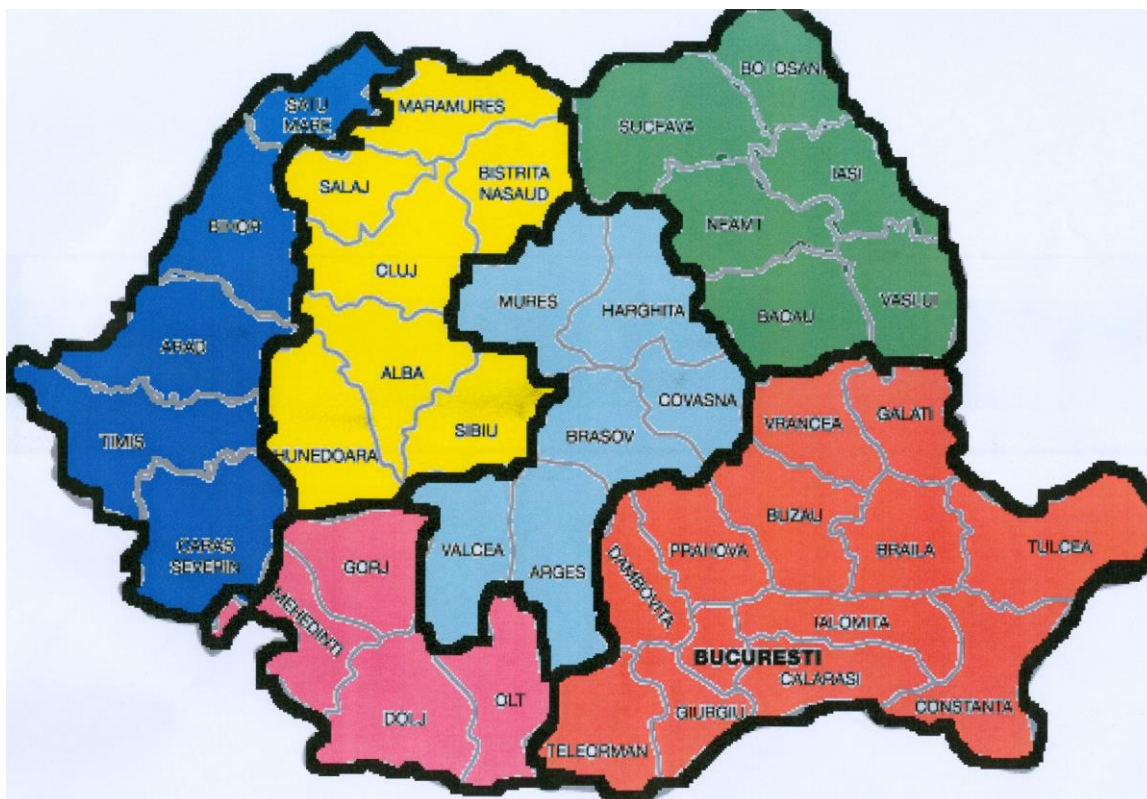 BOTOSANI
SATU
MARE
MARAMURES
SUCEAVA
SALAJ
BISTRITA
NASAUD
IASI
BIHOR
NEAMT
CLUJ
MURES
HARGHITA
VASLUI
BACAU
ARAD
ALBA
COVASNA
GALATI
VRANCEA
TIMIS
HUNEDOARA
SIBIU
BRASOV
BUZAU
CARAS
SEVERIN
GORJ
VALCEA
ARGES
PRAHOVA
BRAILA
TULCEA
DAMBOVITA
MEHEDINTI
IALOMITA
BUCURESTI
CALARASI
OLT
DOLJ
GIURGIU
CONSTANTA
TELEORMAN